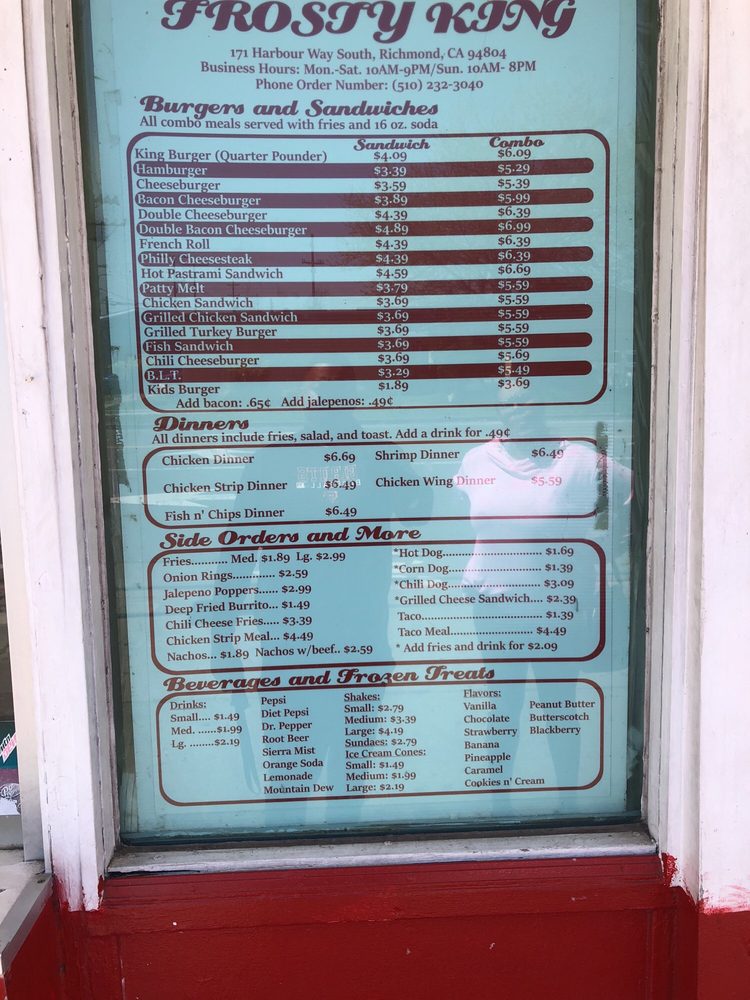 FROSTY KING
171 Harbour Way South, Richmond, CA 94804
Business Hours: Mon.-Sat. 10AM-9PM/Sun. 10AM- 8PM
Phone Order Number: (510) 232-3040
Burgers and Sandwiches
All combo meals served with fries and 16 oz. soda
Sandwich Combo
King Burger (Quarter Pounder) $4.09 $6.09
Hamburger $3.39 $5.29
Cheeseburger $3.59 $5.39
Bacon Cheeseburger $3.89 $5.99
Double Cheeseburger $4.39 $6.39
Double Bacon Cheeseburger $4.89 $6.99
French Roll $4.39 $6.39
Philly Cheesesteak $4.39 $6.39
Hot Pastrami Sandwich $4.59 $6.69
Patty Melt $3.79 $5.59
Chicken Sandwich $3.69 $5.59
Grilled Chicken Sandwich $3.69 $5.59
Grilled Turkey Burger $3.69 $5.59
Fish Sandwich $3.69 $5.59
Chili Cheeseburger $3.69 $5.69
B.L.T. $3.29 $5.49
Kids Burger $1.89 $3.69
Add bacon: .65¢ Add jalepenos: .49¢
Dinners
All dinners include fries, salad, and toast. Add a drink for .49¢
Chicken Dinner $6.69
Chicken Strip Dinner $6.49
Fish n' Chips Dinner $6.49
Shrimp Dinner $6.49
Chicken Wing Dinner $5.59
Side Orders and More
Fries.......... Med. $1.89 Lg. $2.99
Onion Rings............ $2.59
Jalepeno Poppers...... $2.99
Deep Fried Burrito... $1.49
Chili Cheese Fries..... $3.39
Chicken Strip Meal... $4.49
Nachos... $1.89 Nachos w/beef.. $2.59
*Hot Dog................................ $1.69
*Corn Dog............................... $1.39
*Chili Dog............................... $3.09
*Grilled Cheese Sandwich.... $2.39
Taco....................................... $1.39
Taco Meal.......................... $4.49
* Add fries and drink for $2.09
Beverages and Frozen Treats
Drinks:
Small.... $1.49
Med. ......$1.99
Lg. .........$2.19
Pepsi
Diet Pepsi
Dr. Pepper
Root Beer
Sierra Mist
Orange Soda
Lemonade
Mountain Dew
Shakes:
Small: $2.79
Medium: $3.39
Large: $4.19
Sundaes: $2.79
Ice Cream Cones:
Small: $1.49
Medium: $1.99
Large: $2.19
Flavors:
Vanilla
Chocolate
Strawberry
Banana
Pineapple
Caramel
Cookies n' Cream
Peanut Butter
Butterscotch
Blackberry